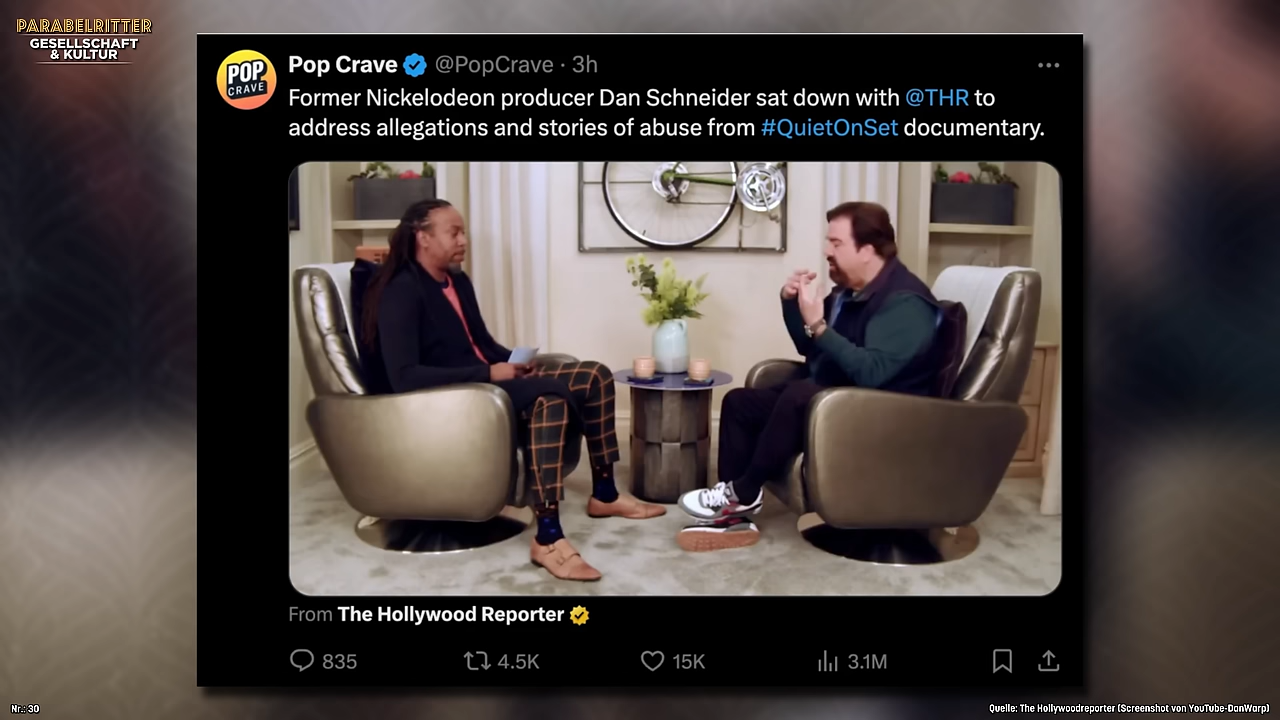 PARABELRITTER
GESELLSCHAFT
& KULTUR
POP
CRAVE
Pop Crave @PopCrave · 3h
Former Nickelodeon producer Dan Schneider sat down with @THR to
address allegations and stories of abuse from #QuietOnSet documentary.
From The Hollywood Reporter
835 4.5K 15K 3.1M
Nr.: 30
Quelle: The Hollywoodreporter (Screenshot von YouTube-DanWarp)